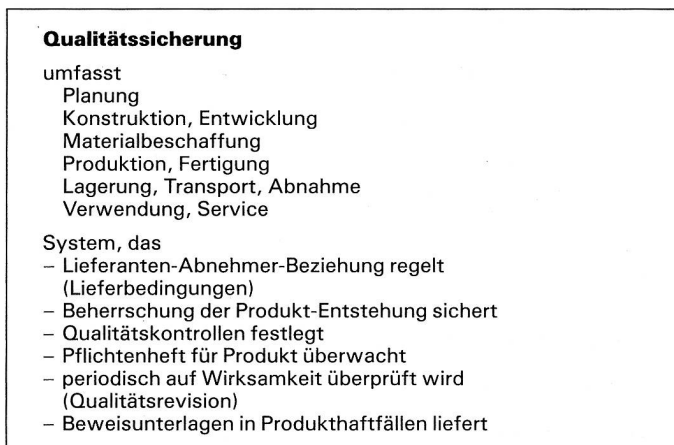 Qualitätssicherung
umfasst
Planung
Konstruktion, Entwicklung
Materialbeschaffung
Produktion, Fertigung
Lagerung, Transport, Abnahme
Verwendung, Service
System, das
– Lieferanten-Abnehmer-Beziehung regelt
(Lieferbedingungen)
– Beherrschung der Produkt-Entstehung sichert
– Qualitätskontrollen festlegt
– Pflichtenheft für Produkt überwacht
– periodisch auf Wirksamkeit überprüft wird
(Qualitätsrevision)
– Beweisunterlagen in Produkthaftfällen liefert